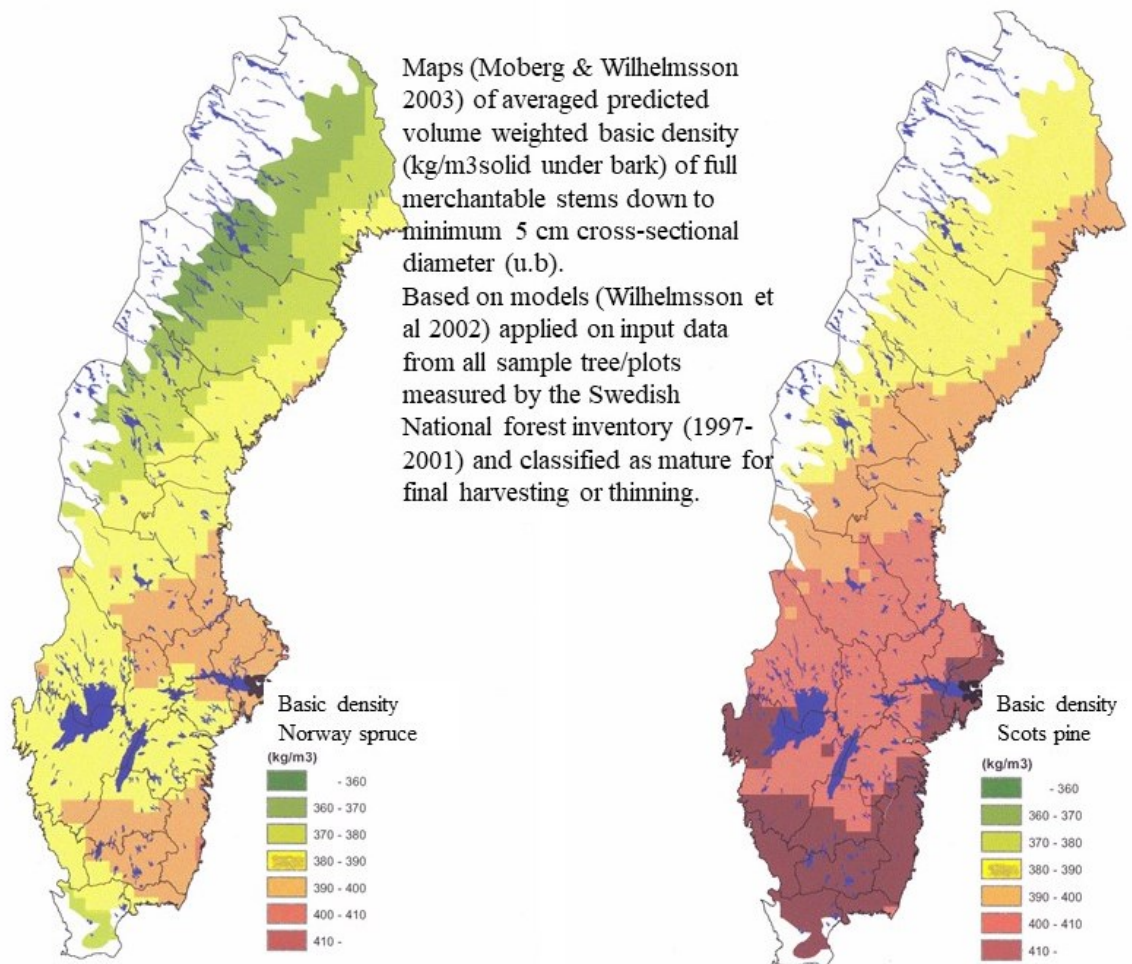 Maps (Moberg & Wilhelmsson
2003) of averaged predicted
volume weighted basic density
(kg/m3solid under bark) of full
merchantable stems down to
minimum 5 cm cross-sectional
diameter (u.b).
Based on models (Wilhelmsson et
al 2002) applied on input data
from all sample tree/plots
measured by the Swedish
National forest inventory (1997-
2001) and classified as mature for
final harvesting or thinning.
Basic density
Norway spruce
(kg/m3)
- 360
360 - 370
370 - 380
380 - 390
390 - 400
400 - 410
410 -
Basic density
Scots pine
(kg/m3)
- 360
360 - 370
370 - 380
380 - 390
390 - 400
400 - 410
410 -